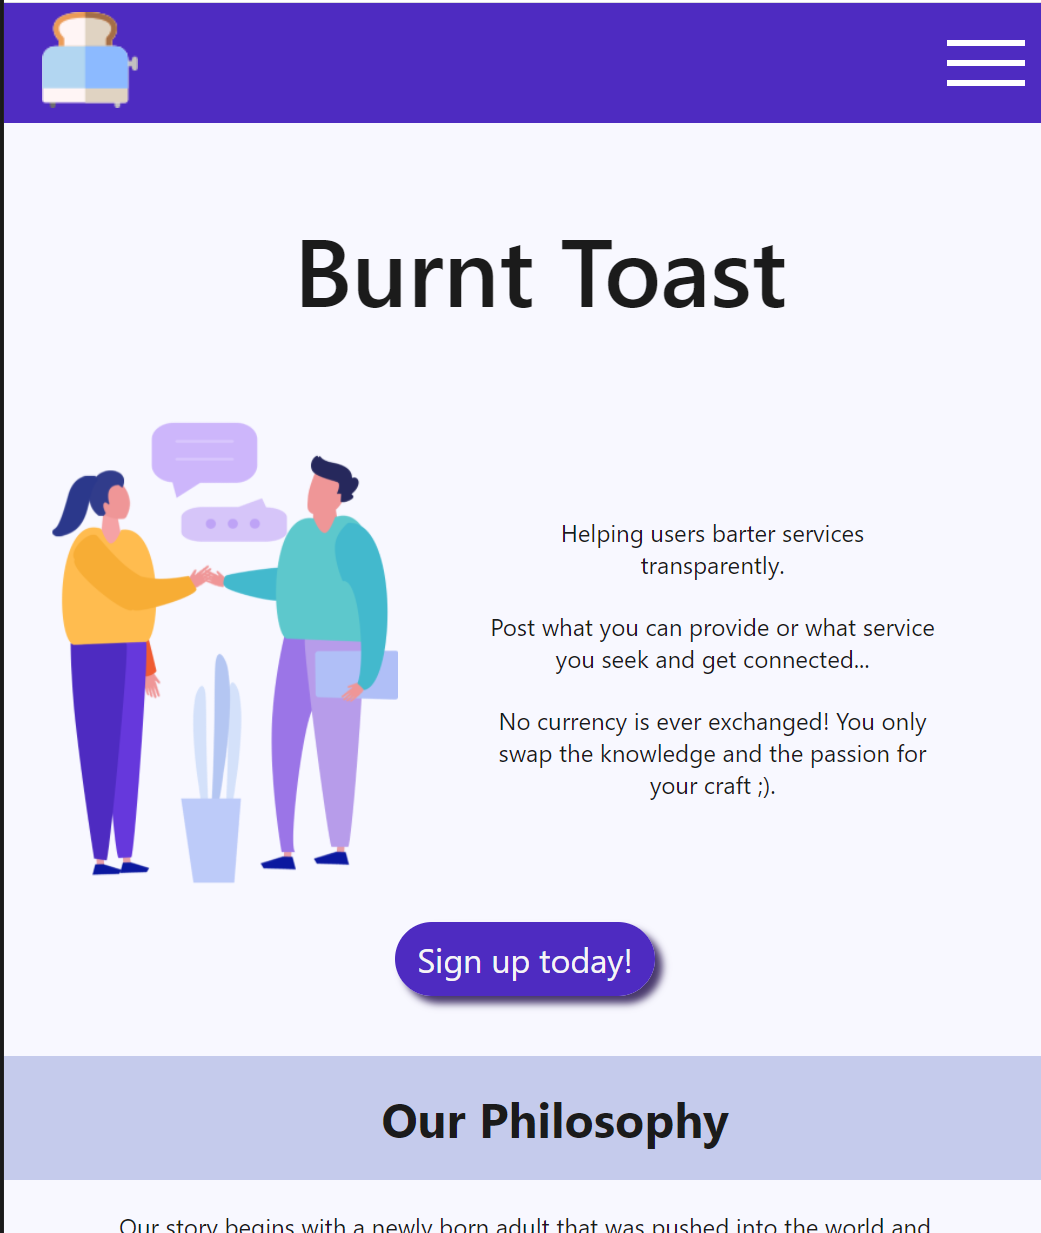 Burnt Toast
Helping users barter services
transparently.
Post what you can provide or what service
you seek and get connected...
No currency is ever exchanged! You only
swap the knowledge and the passion for
your craft ;).
Sign up today!
Our Philosophy
Our story begins with a newly born adult that was pushed into the world and